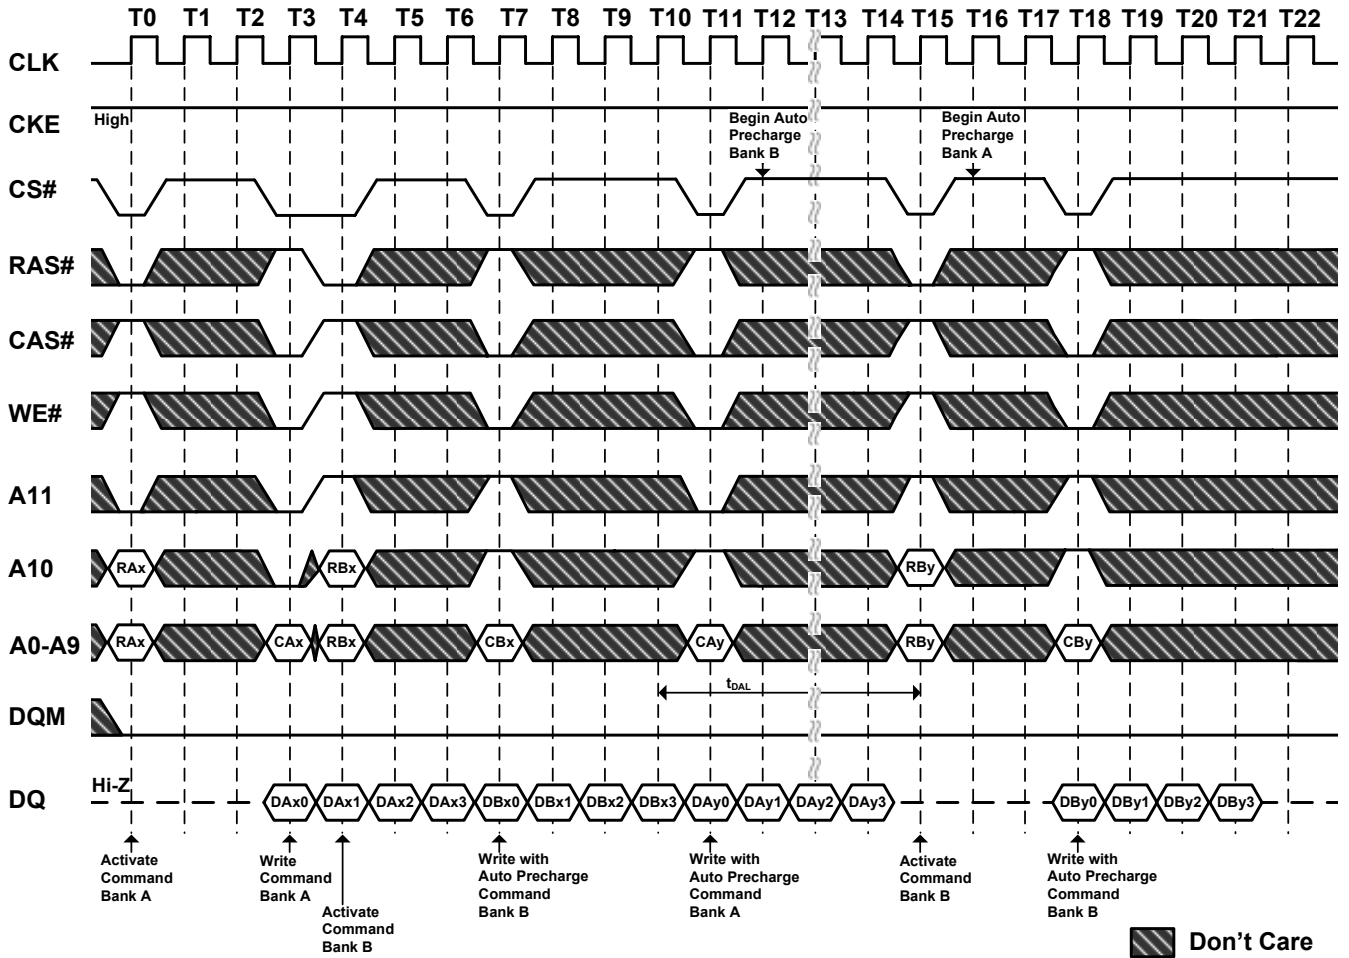 T0 T1 T2 T3 T4 T5 T6 T7 T8 T9 T10 T11 T12 T13 T14 T15 T16 T17 T18 T19 T20 T21 T22
CLK
CKE
High
Begin Auto
Precharge
Bank B
Begin Auto
Precharge
Bank A
CS#
RAS#
CAS#
WE#
A11
A10
RAx RBx RBy
A0-A9
RAx CAx RBx CBx CAy RBy CBy
tDAL
DQM
DQ
Hi-Z
DAx0 DAx1 DAx2 DAx3 DBx0 DBx1 DBx2 DBx3 DAy0 DAy1 DAy2 DAy3 DBy0 DBy1 DBy2 DBy3
Activate
Command
Bank A
Write
Command
Bank A
Activate
Command
Bank B
Write with
Auto Precharge
Command
Bank B
Write with
Auto Precharge
Command
Bank A
Activate
Command
Bank B
Write with
Auto Precharge
Command
Bank B
Don't Care